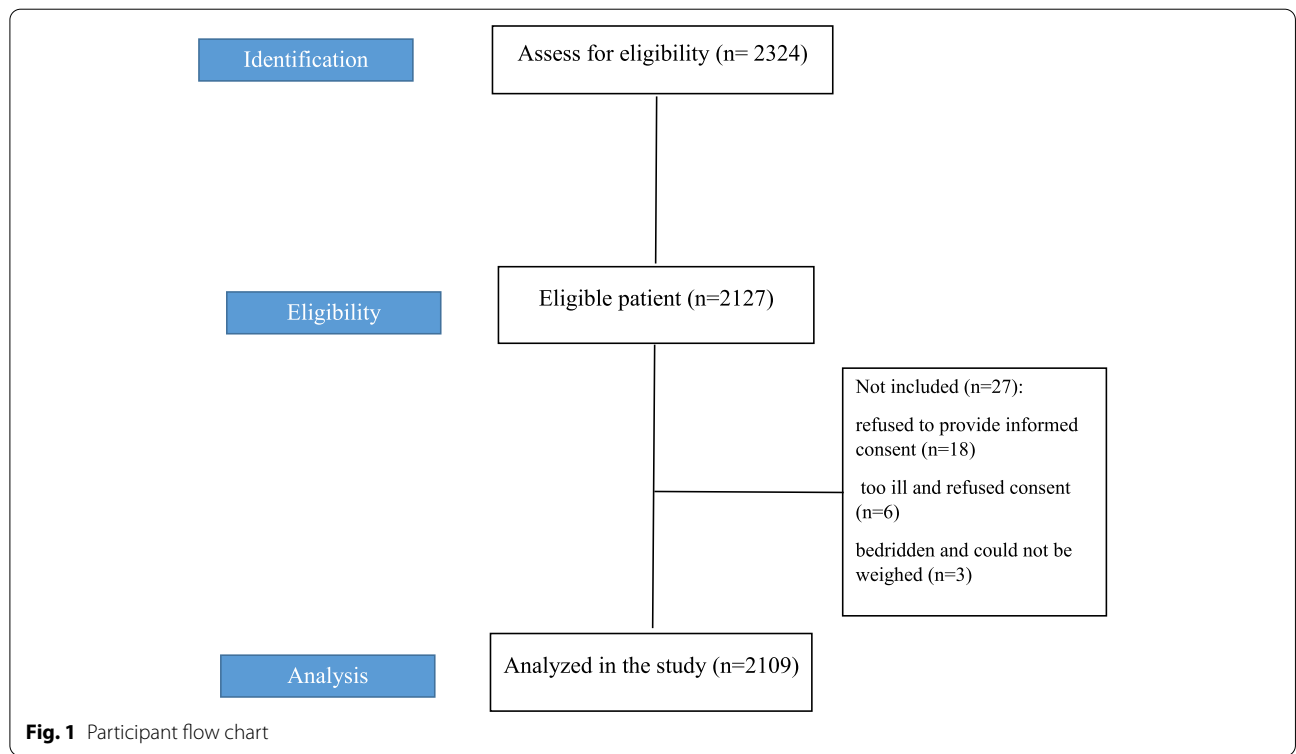 Identification
Assess for eligibility (n= 2324)
Eligibility
Eligible patient (n=2127)
Not included (n=27):
refused to provide informed
consent (n=18)
too ill and refused consent
(n=6)
bedridden and could not be
weighed (n=3)
Analysis
Analyzed in the study (n=2109)
Fig. 1 Participant flow chart